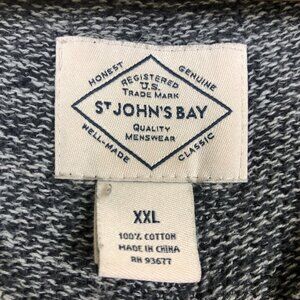 HONEST GENUINE
REGISTERED
U.S.
TRADE MARK
ST JOHN'S BAY
QUALITY
MENSWEAR
WELL-MADE CLASSIC
XXL
100% COTTON
MADE IN CHINA
RN 93677